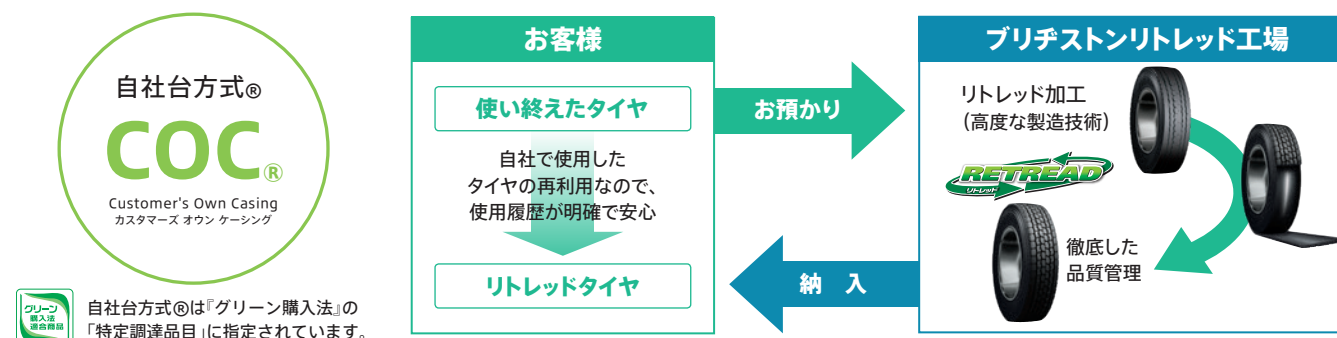 自社台方式®
COC®
Customer's Own Casing
カスタマーズ オウン ケーシング
グリーン
購入法
適合商品
自社台方式®は『グリーン購入法』の
「特定調達品目」に指定されています。
お客様
使い終えたタイヤ
自社で使用した
タイヤの再利用なので、
使用履歴が明確で安心
リトレッドタイヤ
お預かり
納 入
ブリヂストンリトレッド工場
リトレッド加工
(高度な製造技術)
RETREAD
リトレッド
徹底した
品質管理